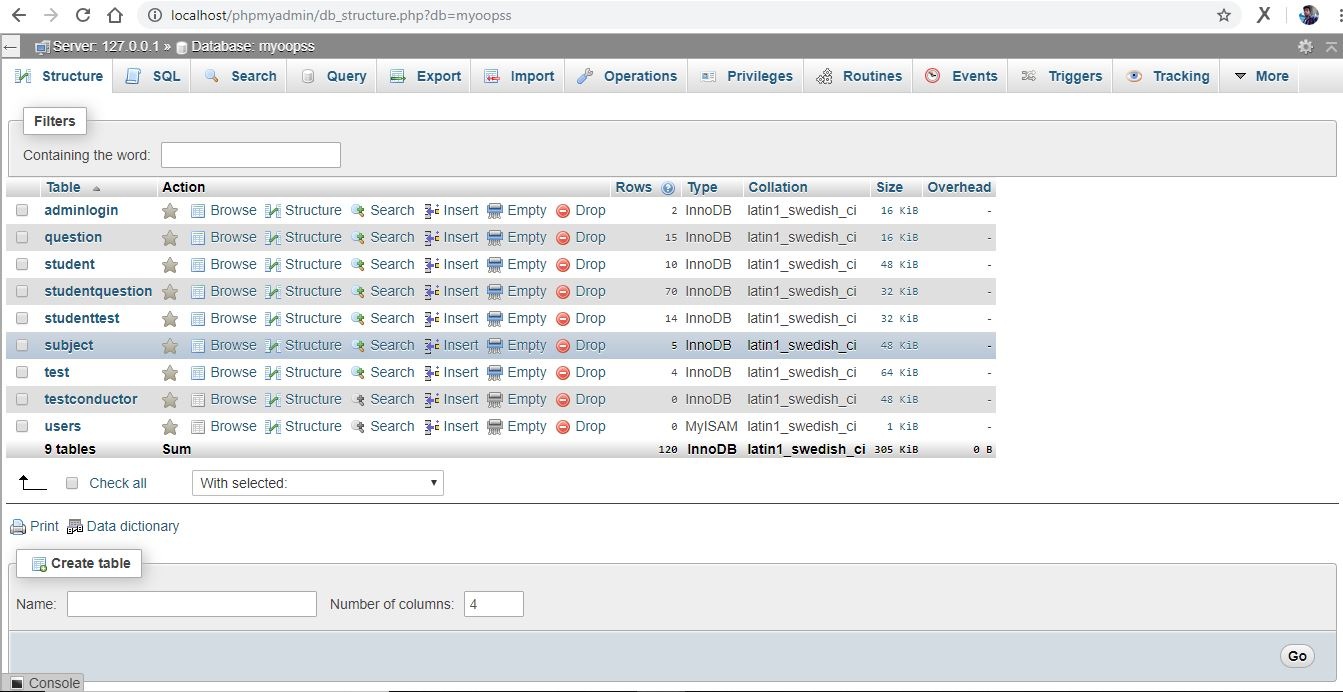 localhost/phpmyadmin/db_structure.php?db=myoopss
Server: 127.0.0.1 » Database: myoopss
Structure SQL Search Query Export Import Operations Privileges Routines Events Triggers Tracking More
Filters
Containing the word:
Table Action Rows Type Collation Size Overhead
adminlogin Browse Structure Search Insert Empty Drop 2 InnoDB latin1_swedish_ci 16 KiB -
question Browse Structure Search Insert Empty Drop 15 InnoDB latin1_swedish_ci 16 KiB -
student Browse Structure Search Insert Empty Drop 10 InnoDB latin1_swedish_ci 48 KiB -
studentquestion Browse Structure Search Insert Empty Drop 70 InnoDB latin1_swedish_ci 32 KiB -
studenttest Browse Structure Search Insert Empty Drop 14 InnoDB latin1_swedish_ci 32 KiB -
subject Browse Structure Search Insert Empty Drop 5 InnoDB latin1_swedish_ci 48 KiB -
test Browse Structure Search Insert Empty Drop 4 InnoDB latin1_swedish_ci 64 KiB -
testconductor Browse Structure Search Insert Empty Drop 0 InnoDB latin1_swedish_ci 48 KiB -
users Browse Structure Search Insert Empty Drop 0 MyISAM latin1_swedish_ci 1 KiB -
9 tables Sum 120 InnoDB latin1_swedish_ci 305 KiB 0 B
Check all With selected:
Print Data dictionary
Create table
Name: Number of columns: 4
Go
Console